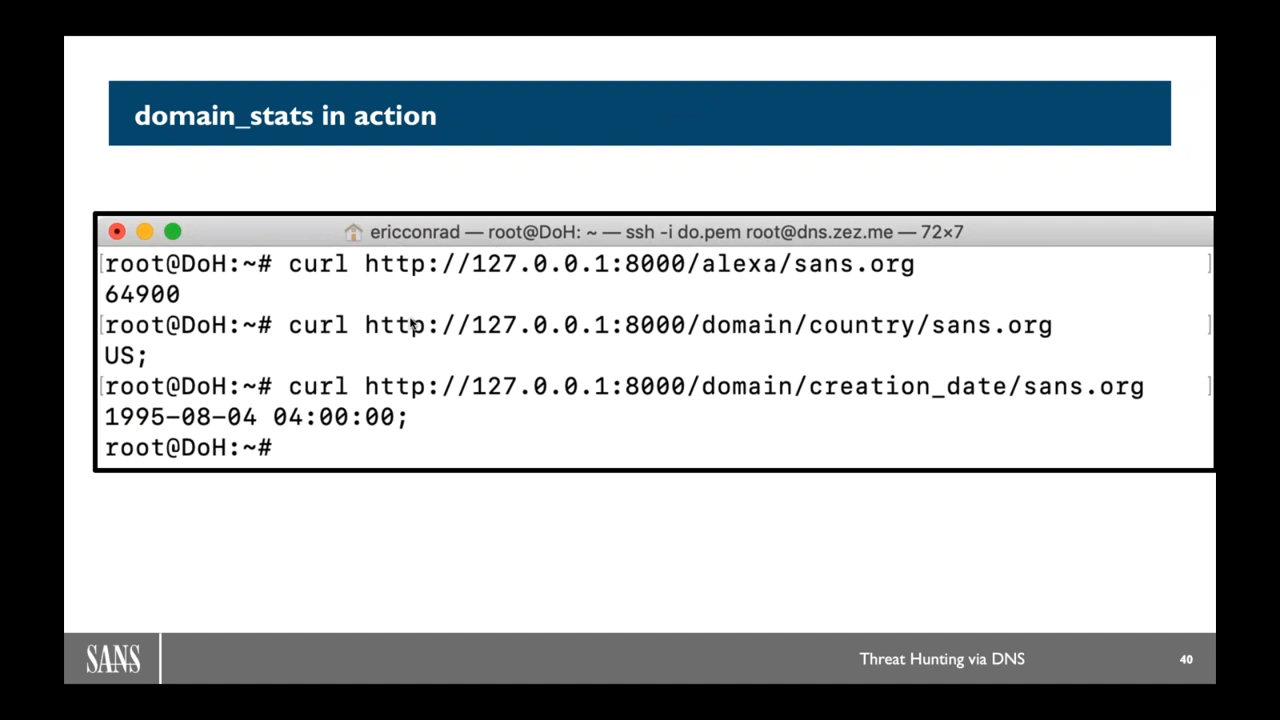 domain_stats in action
ericconrad — root@DoH: ~ — ssh -i do.pem root@dns.zez.me — 72×7
[root@DoH:~# curl http://127.0.0.1:8000/alexa/sans.org ]
64900
[root@DoH:~# curl http://127.0.0.1:8000/domain/country/sans.org ]
US;
[root@DoH:~# curl http://127.0.0.1:8000/domain/creation_date/sans.org ]
1995-08-04 04:00:00;
root@DoH:~#
SANS
Threat Hunting via DNS
40